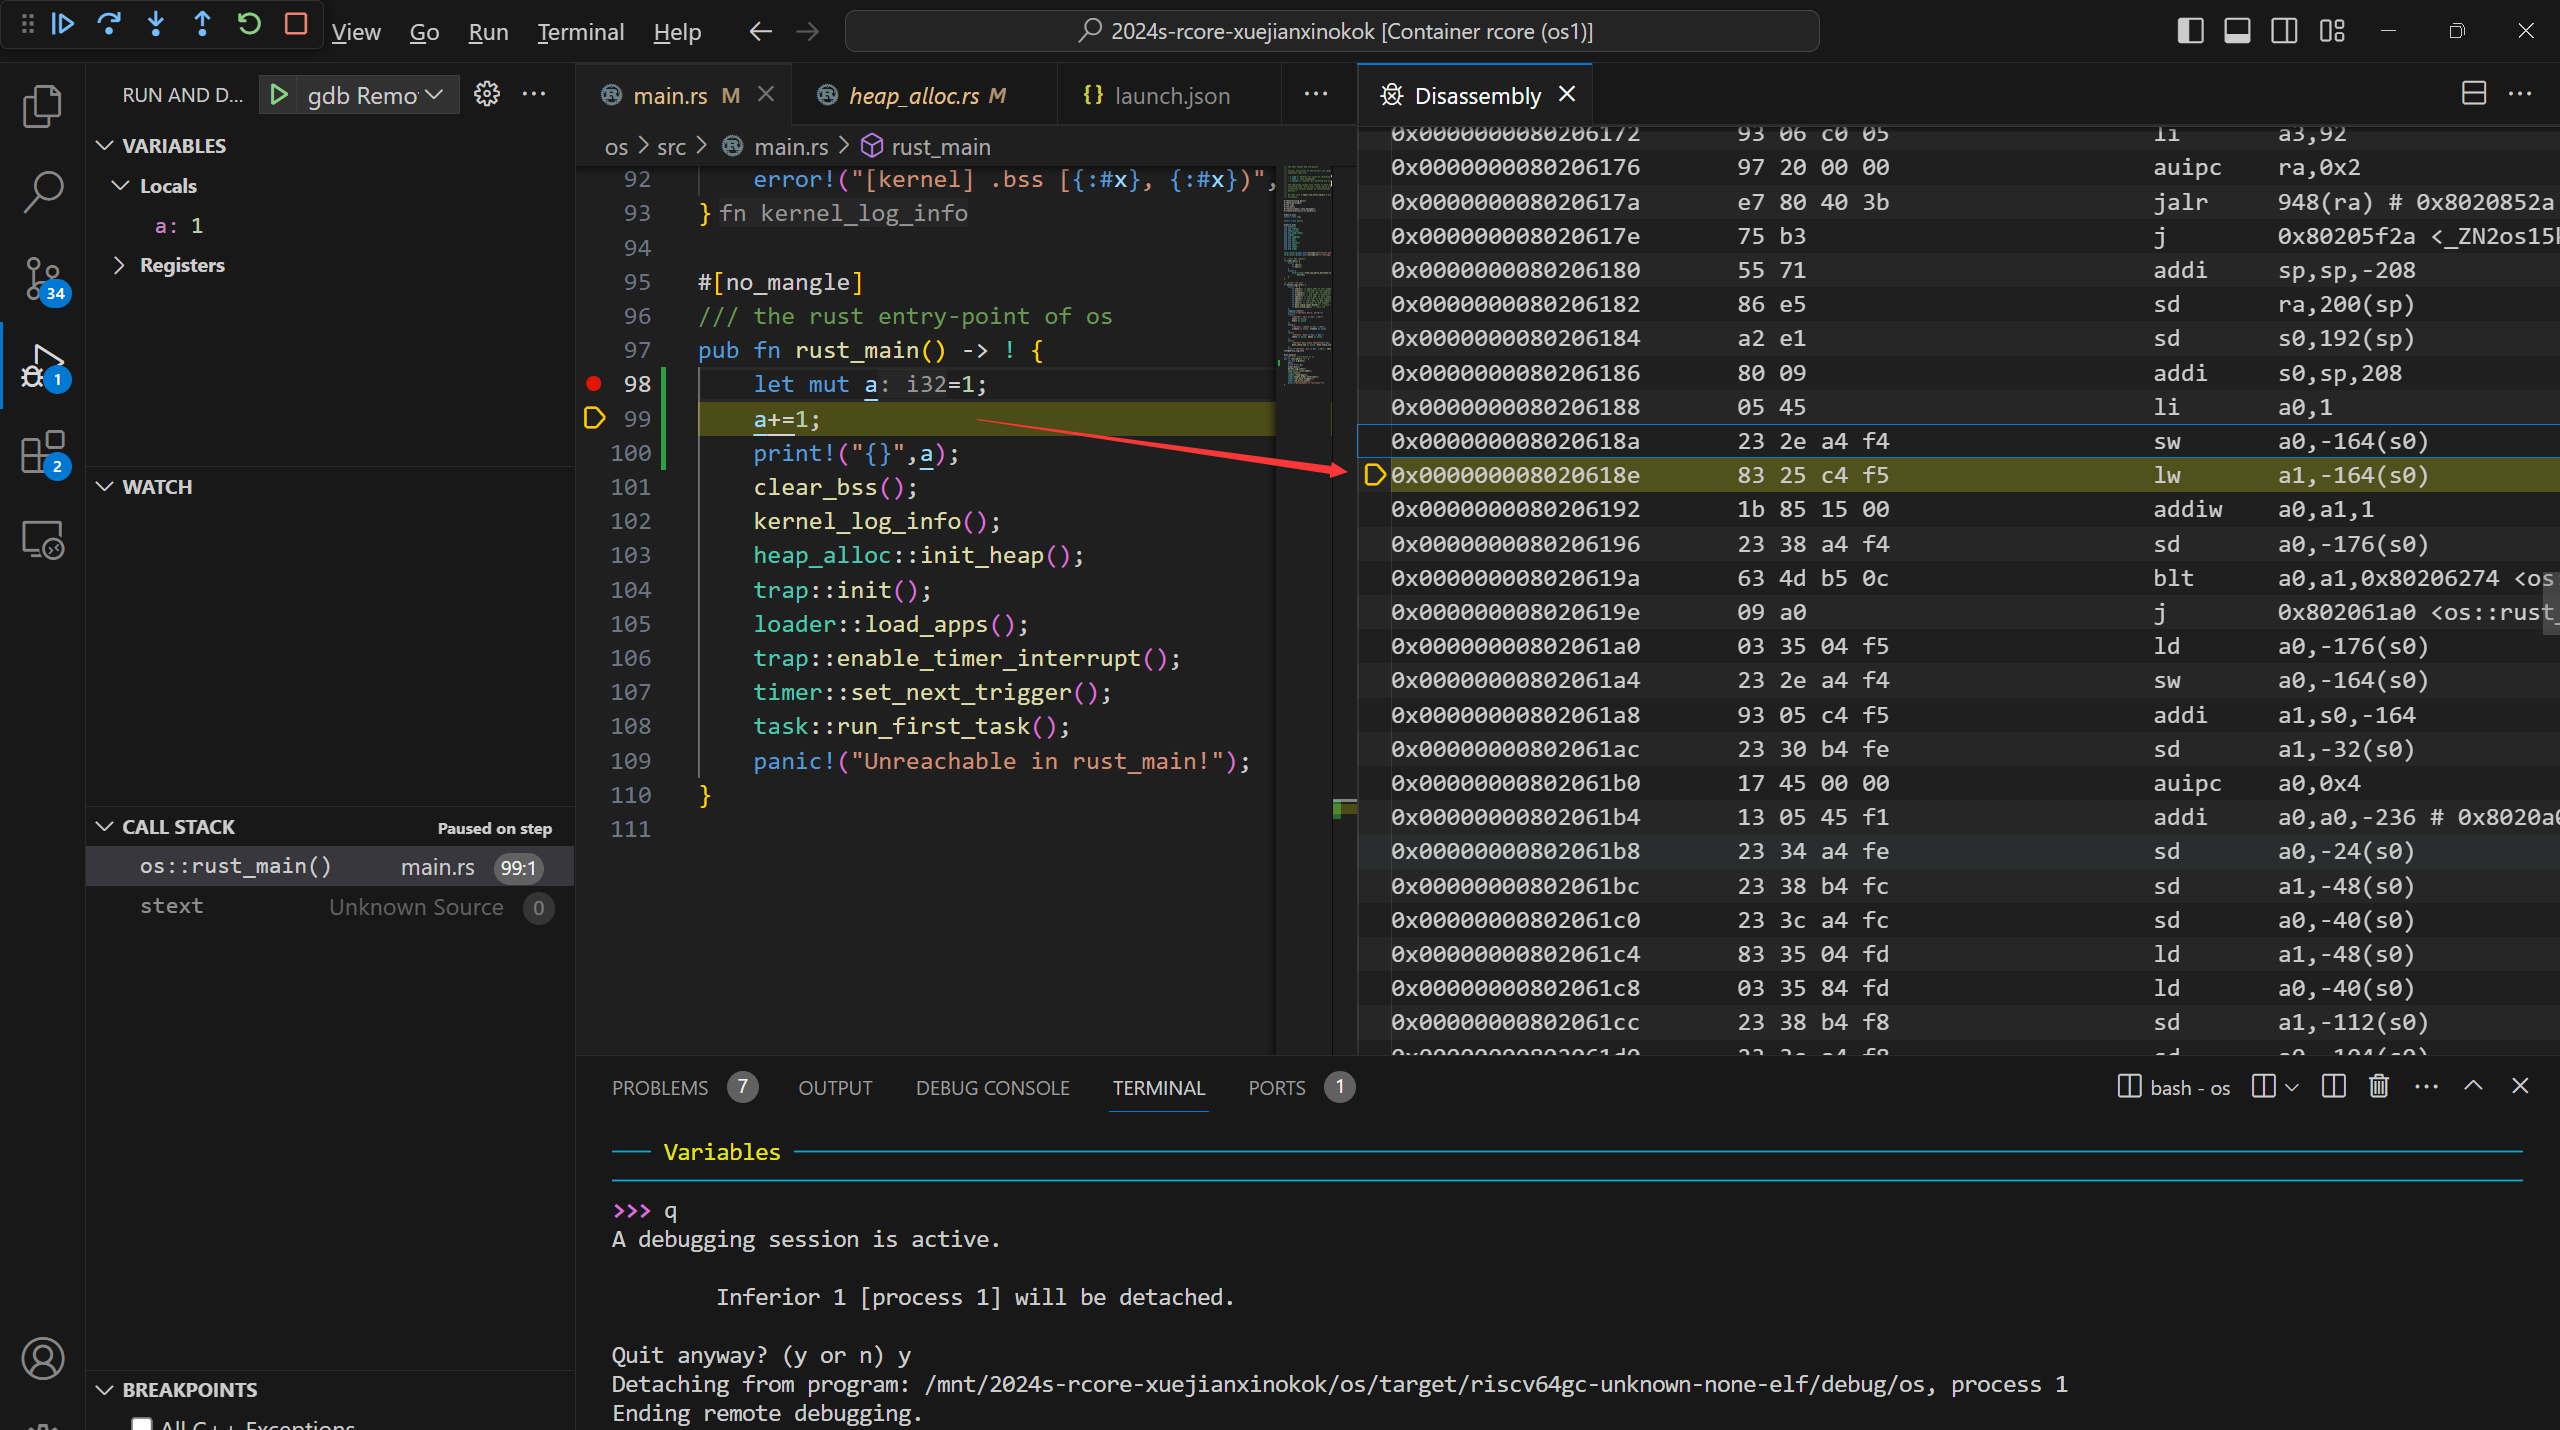 View Go Run Terminal Help
2024s-rcore-xuejianxinokok [Container rcore (os1)]
RUN AND D...
gdb Remo
VARIABLES
Locals
a: 1
Registers
WATCH
CALL STACK
Paused on step
os::rust_main() main.rs 99:1
stext Unknown Source 0
BREAKPOINTS
All C++ Exceptions
34
1
2
main.rs M
heap_alloc.rs M
{} launch.json
os > src > main.rs > rust_main
92 error!("[kernel] .bss [{:#x}, {:#x})",
93 } fn kernel_log_info
94
95 #[no_mangle]
96 /// the rust entry-point of os
97 pub fn rust_main() -> ! {
98 let mut a: i32=1;
99 a+=1;
100 print!("{}",a);
101 clear_bss();
102 kernel_log_info();
103 heap_alloc::init_heap();
104 trap::init();
105 loader::load_apps();
106 trap::enable_timer_interrupt();
107 timer::set_next_trigger();
108 task::run_first_task();
109 panic!("Unreachable in rust_main!");
110 }
111
Disassembly
0x0000000080206172 93 06 c0 05 li a3,92
0x0000000080206176 97 20 00 00 auipc ra,0x2
0x000000008020617a e7 80 40 3b jalr 948(ra) # 0x8020852a
0x000000008020617e 75 b3 j 0x80205f2a <_ZN2os15
0x0000000080206180 55 71 addi sp,sp,-208
0x0000000080206182 86 e5 sd ra,200(sp)
0x0000000080206184 a2 e1 sd s0,192(sp)
0x0000000080206186 80 09 addi s0,sp,208
0x0000000080206188 05 45 li a0,1
0x000000008020618a 23 2e a4 f4 sw a0,-164(s0)
0x000000008020618e 83 25 c4 f5 lw a1,-164(s0)
0x0000000080206192 1b 85 15 00 addiw a0,a1,1
0x0000000080206196 23 38 a4 f4 sd a0,-176(s0)
0x000000008020619a 63 4d b5 0c blt a0,a1,0x80206274 <os:
0x000000008020619e 09 a0 j 0x802061a0 <os::rust_
0x00000000802061a0 03 35 04 f5 ld a0,-176(s0)
0x00000000802061a4 23 2e a4 f4 sw a0,-164(s0)
0x00000000802061a8 93 05 c4 f5 addi a1,s0,-164
0x00000000802061ac 23 30 b4 fe sd a1,-32(s0)
0x00000000802061b0 17 45 00 00 auipc a0,0x4
0x00000000802061b4 13 05 45 f1 addi a0,a0,-236 # 0x8020a0
0x00000000802061b8 23 34 a4 fe sd a0,-24(s0)
0x00000000802061bc 23 38 b4 fc sd a1,-48(s0)
0x00000000802061c0 23 3c a4 fc sd a0,-40(s0)
0x00000000802061c4 83 35 04 fd ld a1,-48(s0)
0x00000000802061c8 03 35 84 fd ld a0,-40(s0)
0x00000000802061cc 23 38 b4 f8 sd a1,-112(s0)
0x00000000802061d0 23 3c a4 f8 sd a0,-104(s0)
PROBLEMS 7 OUTPUT DEBUG CONSOLE TERMINAL PORTS 1
bash - os
Variables
>>> q
A debugging session is active.
Inferior 1 [process 1] will be detached.
Quit anyway? (y or n) y
Detaching from program: /mnt/2024s-rcore-xuejianxinokok/os/target/riscv64gc-unknown-none-elf/debug/os, process 1
Ending remote debugging.